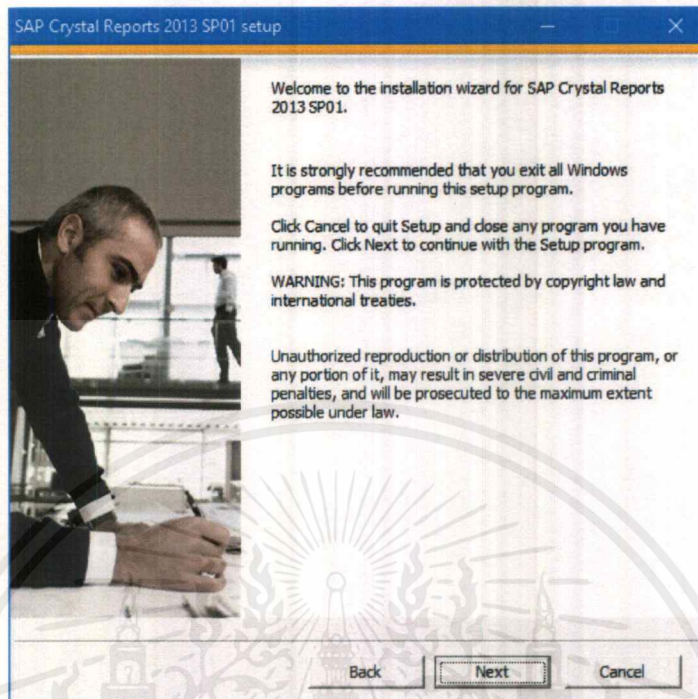 SAP Crystal Reports 2013 SP01 setup
Welcome to the installation wizard for SAP Crystal Reports
2013 SP01.
It is strongly recommended that you exit all Windows
programs before running this setup program.
Click Cancel to quit Setup and close any program you have
running. Click Next to continue with the Setup program.
WARNING: This program is protected by copyright law and
international treaties.
Unauthorized reproduction or distribution of this program, or
any portion of it, may result in severe civil and criminal
penalties, and will be prosecuted to the maximum extent
possible under law.
Back Next Cancel